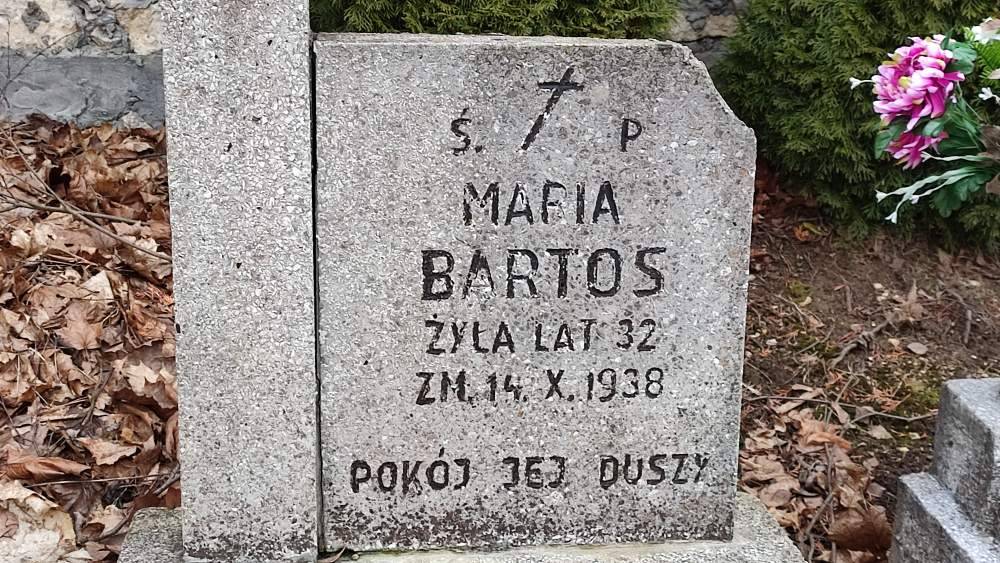 Ś. P
MARIA
BARTOS
ŻYŁA LAT 32
ZM. 14. X. 1938
POKÓJ JEJ DUSZY